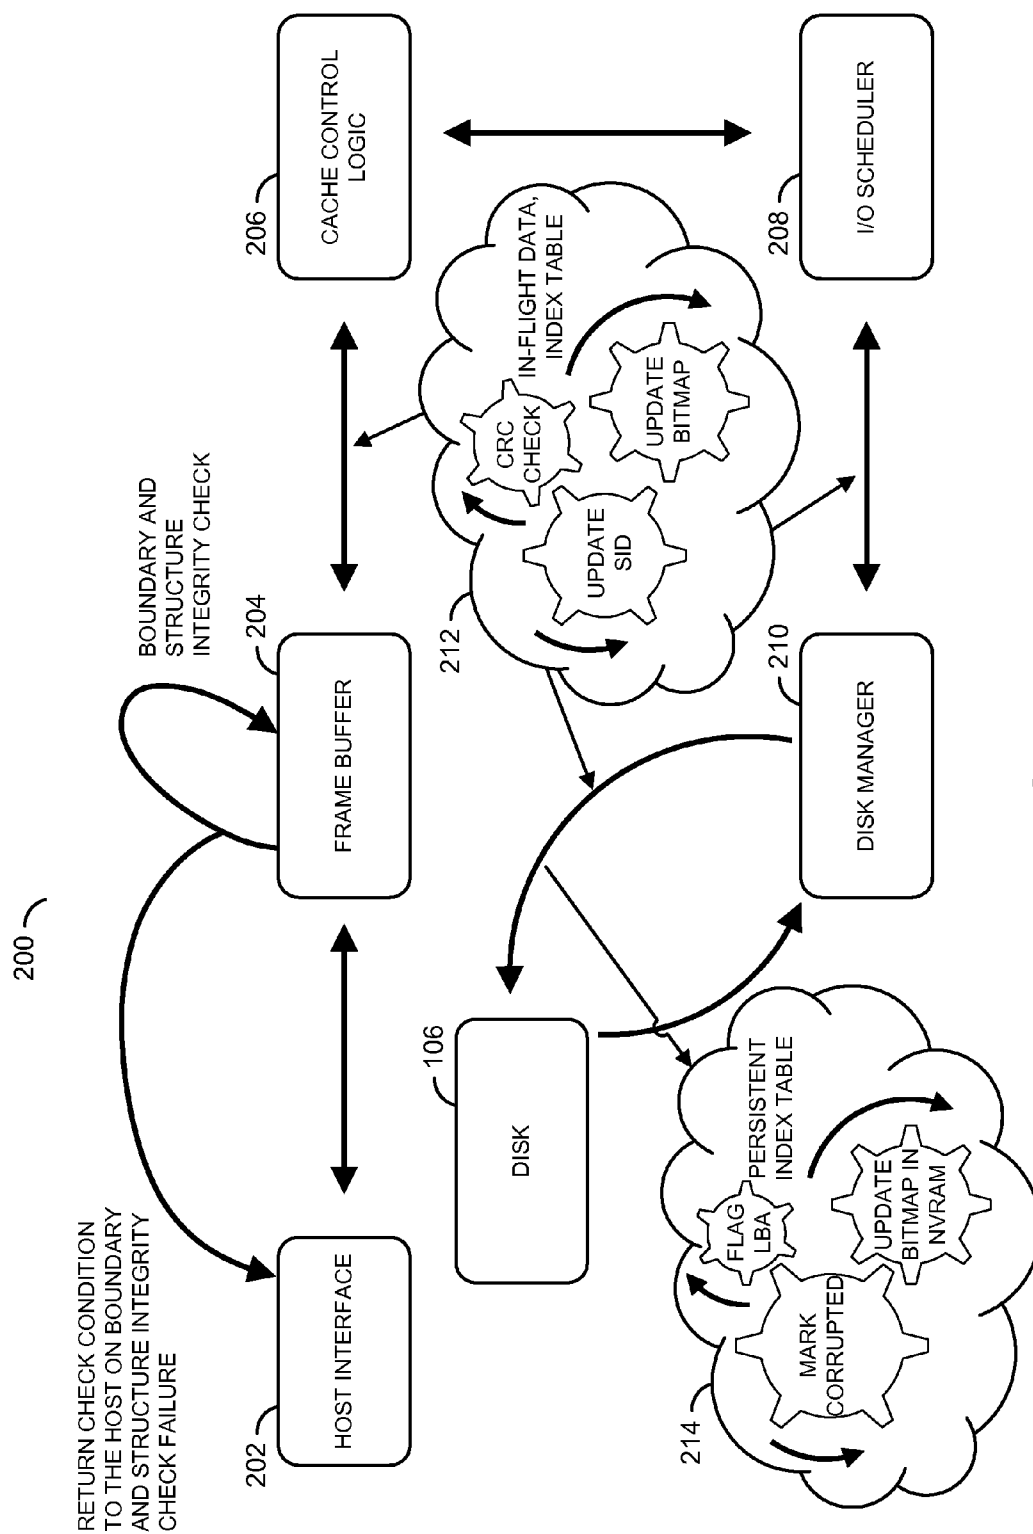 200
RETURN CHECK CONDITION
TO THE HOST ON BOUNDARY
AND STRUCTURE INTEGRITY
CHECK FAILURE
BOUNDARY AND
STRUCTURE
INTEGRITY CHECK
202
HOST INTERFACE
204
FRAME BUFFER
206
CACHE CONTROL
LOGIC
106
DISK
212
IN-FLIGHT DATA,
INDEX TABLE
CRC
CHECK
UPDATE
SID
UPDATE
BITMAP
214
PERSISTENT
INDEX TABLE
FLAG
LBA
MARK
CORRUPTED
UPDATE
BITMAP IN
NVRAM
210
DISK MANAGER
208
I/O SCHEDULER